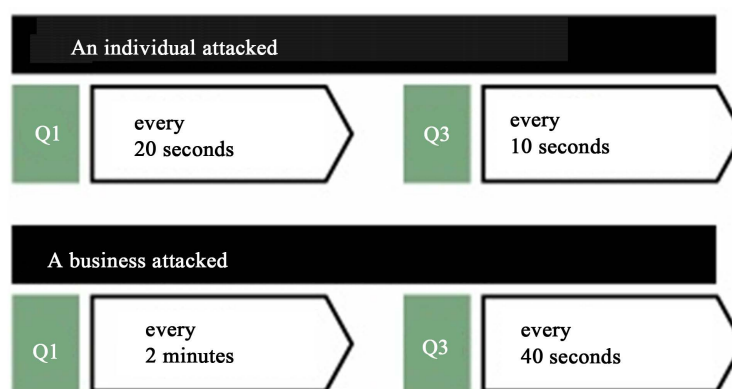 An individual attacked
Q1
every
20 seconds
Q3
every
10 seconds
A business attacked
Q1
every
2 minutes
Q3
every
40 seconds